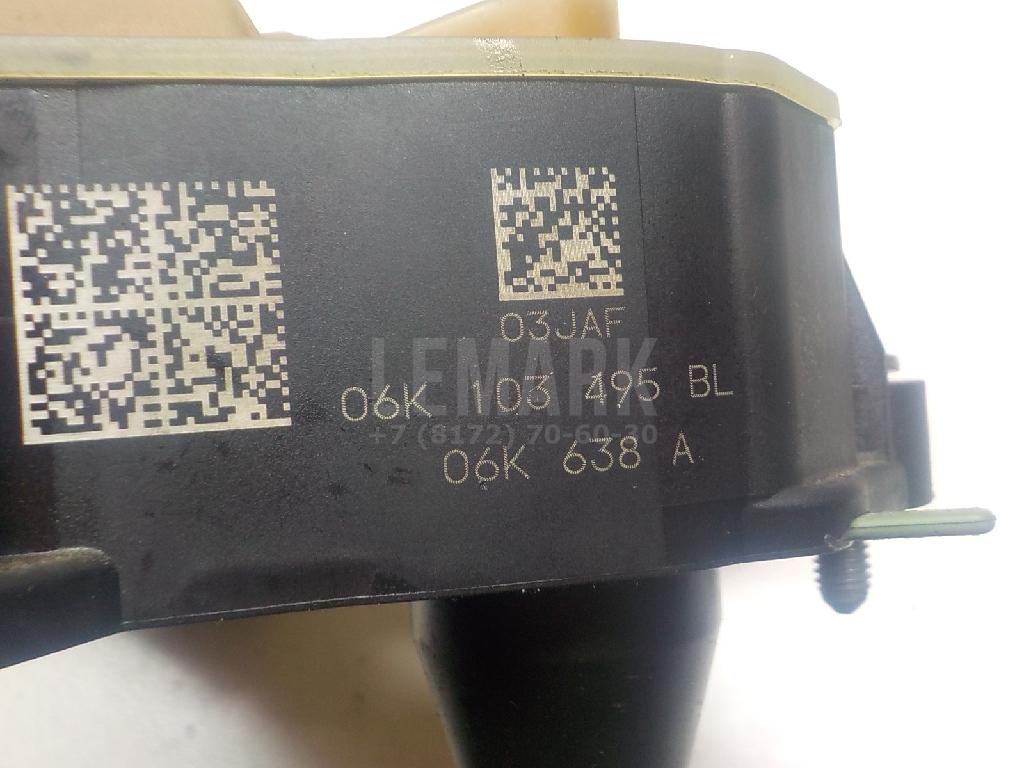 03JAF
LEMARK
06K 103 495 BL
+7 (8172) 70-60-30
06K 638 A